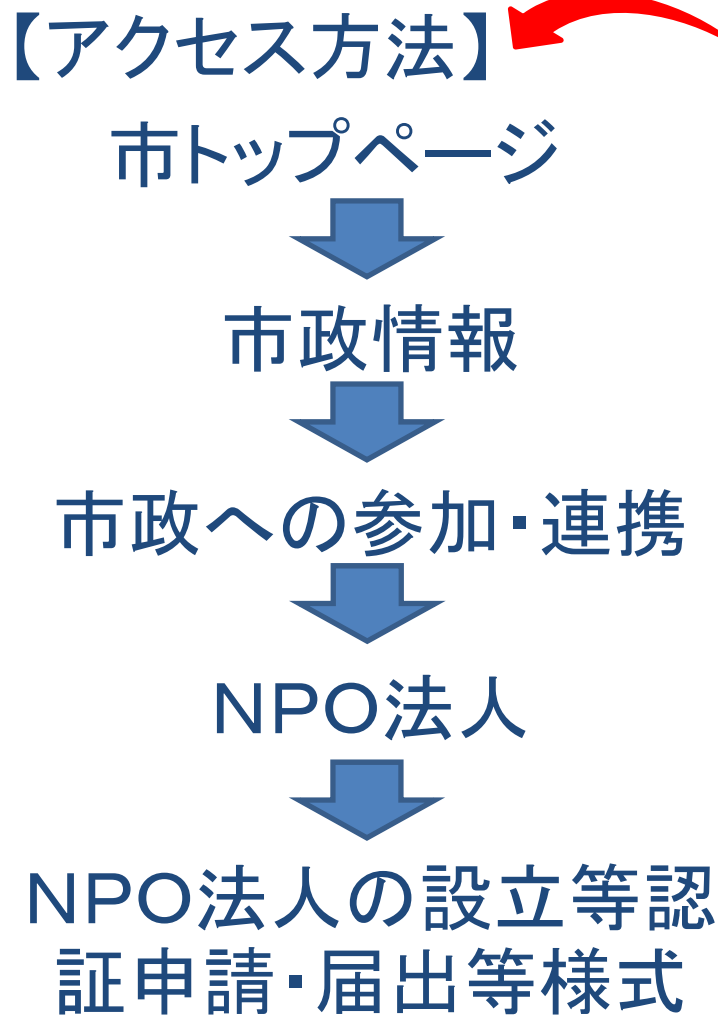 【アクセス方法】
市トップページ
市政情報
市政への参加・連携
ＮＰＯ法人
ＮＰＯ法人の設立等認
証申請・届出等様式